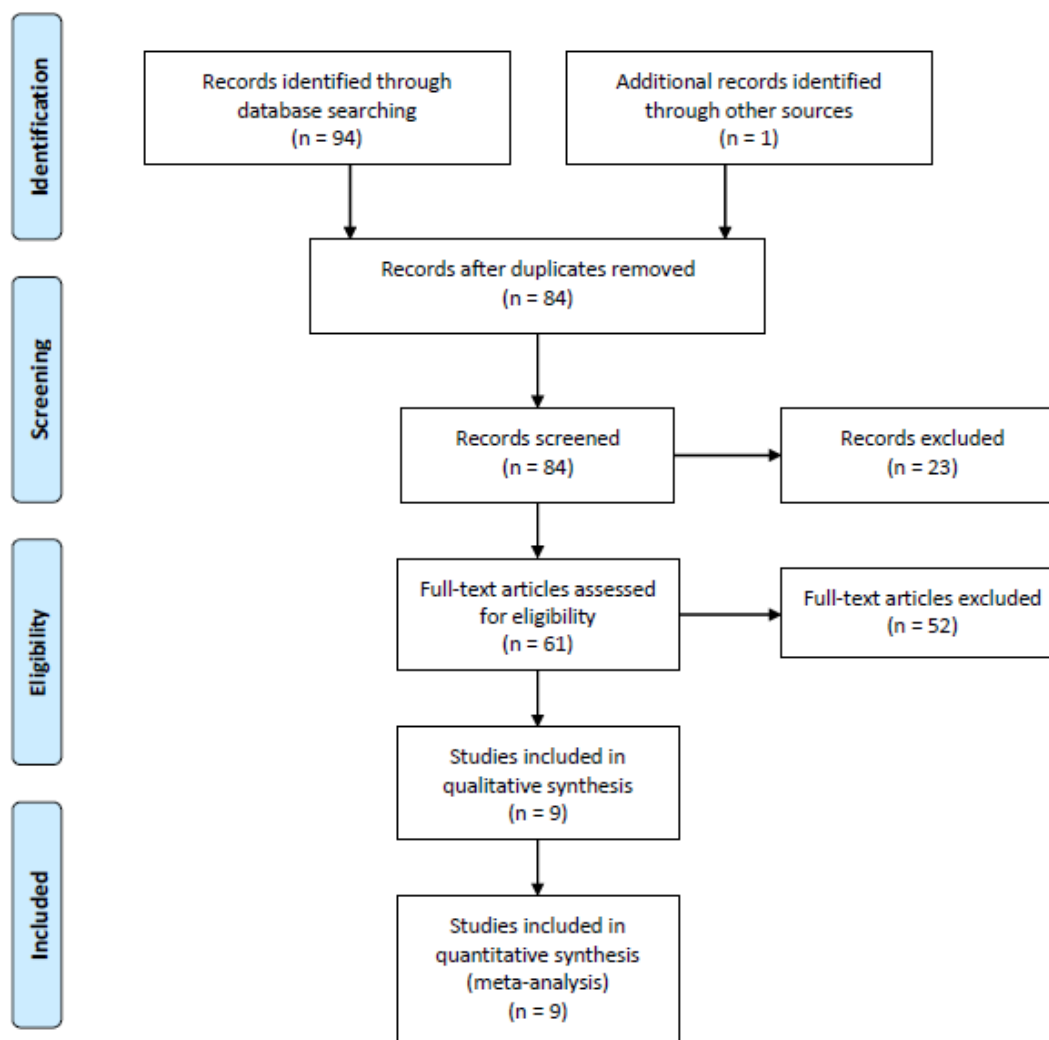 Identification
Records identified through
database searching
(n = 94)
Additional records identified
through other sources
(n = 1)
Records after duplicates removed
(n = 84)
Screening
Records screened
(n = 84)
Records excluded
(n = 23)
Eligibility
Full-text articles assessed
for eligibility
(n = 61)
Full-text articles excluded
(n = 52)
Studies included in
qualitative synthesis
(n = 9)
Included
Studies included in
quantitative synthesis
(meta-analysis)
(n = 9)